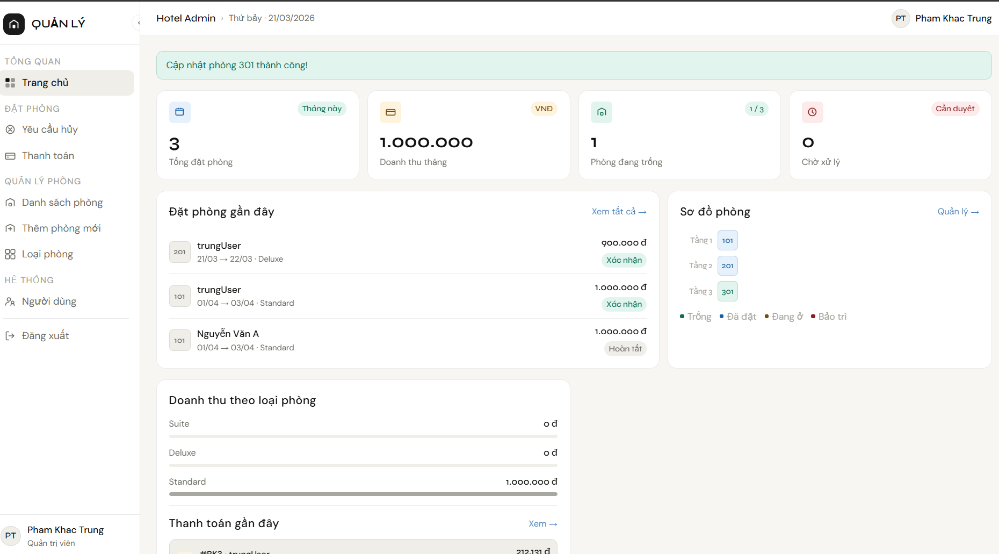 QUẢN LÝ
Hotel Admin › Thứ bảy · 21/03/2026
PT Pham Khac Trung
TỔNG QUAN
Trang chủ
ĐẶT PHÒNG
Yêu cầu hủy
Thanh toán
QUẢN LÝ PHÒNG
Danh sách phòng
Thêm phòng mới
Loại phòng
HỆ THỐNG
Người dùng
Đăng xuất
PT Pham Khac Trung
Quản trị viên
Cập nhật phòng 301 thành công!
Tháng này
3
Tổng đặt phòng
VNĐ
1.000.000
Doanh thu tháng
1 / 3
1
Phòng đang trống
Cần duyệt
0
Chờ xử lý
Đặt phòng gần đây
Xem tất cả →
201
trungUser
21/03 → 22/03 · Deluxe
900.000 đ
Xác nhận
101
trungUser
01/04 → 03/04 · Standard
1.000.000 đ
Xác nhận
101
Nguyễn Văn A
01/04 → 03/04 · Standard
1.000.000 đ
Hoàn tất
Sơ đồ phòng
Quản lý →
Tầng 1 101
Tầng 2 201
Tầng 3 301
Trống Đã đặt Đang ở Bảo trì
Doanh thu theo loại phòng
Suite 0 đ
Deluxe 0 đ
Standard 1.000.000 đ
Thanh toán gần đây
Xem →
#BK3 · trungUser 212.131 đ